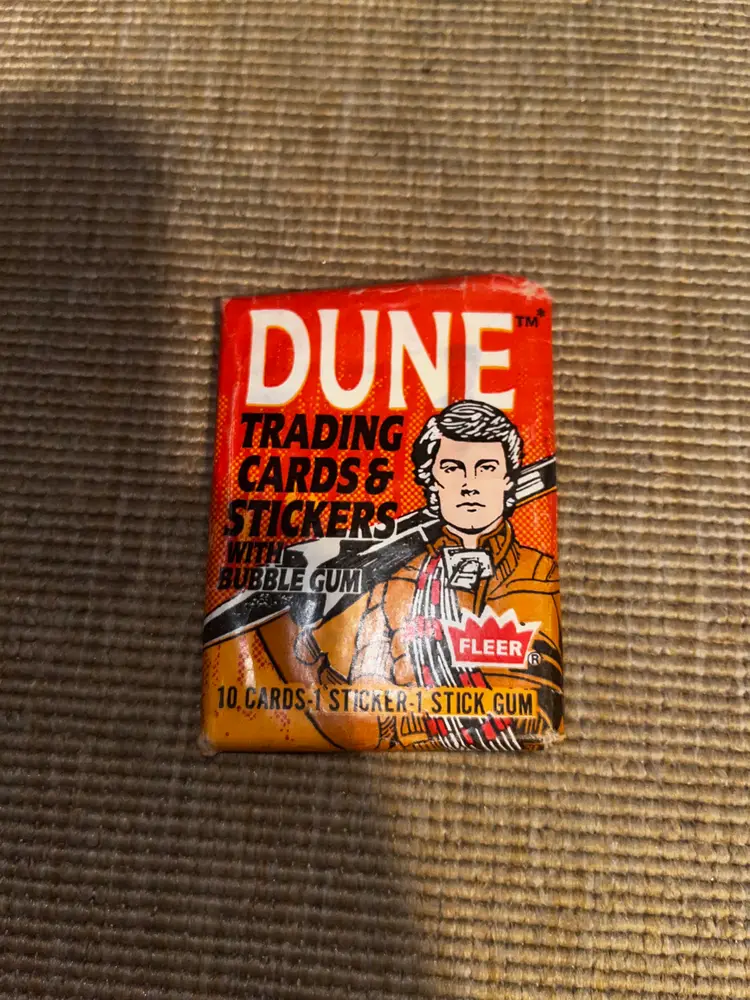 DUNE™*
TRADING
CARDS &
STICKERS
WITH
BUBBLE GUM
FLEER®
10 CARDS-1 STICKER-1 STICK GUM